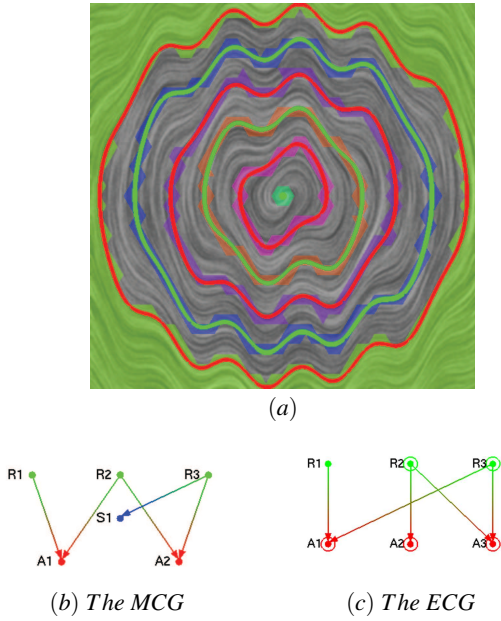 (a)
R1 R2 R3
S1
A1 A2
R1 R2 R3
A1 A2 A3
(b) The MCG
(c) The ECG